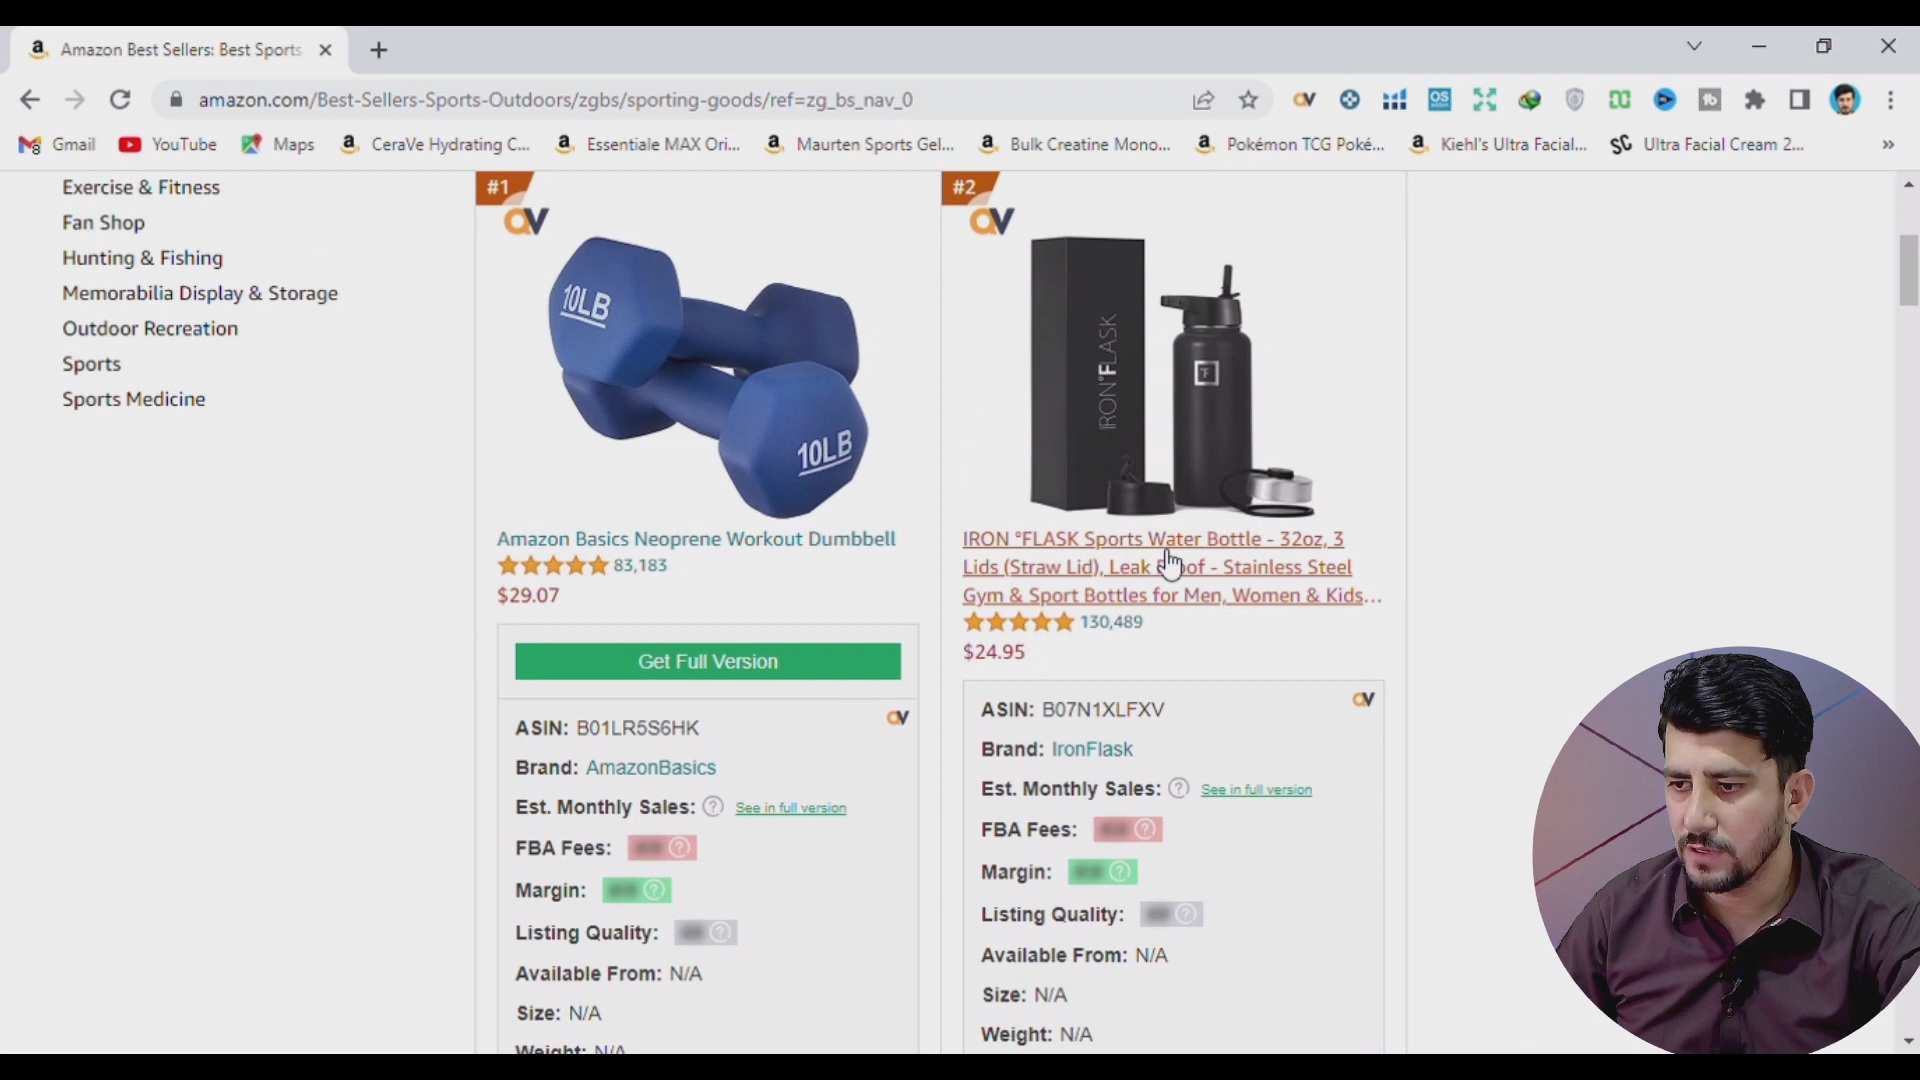 Amazon Best Sellers: Best Sports
amazon.com/Best-Sellers-Sports-Outdoors/zgbs/sporting-goods/ref=zg_bs_nav_0
Gmail
YouTube
Maps
CeraVe Hydrating C...
Essentiale MAX Ori...
Maurten Sports Gel...
Bulk Creatine Mono...
Pokémon TCG Poké...
Kiehl's Ultra Facial...
Ultra Facial Cream 2...
Exercise & Fitness
Fan Shop
Hunting & Fishing
Memorabilia Display & Storage
Outdoor Recreation
Sports
Sports Medicine
#1
10LB
10LB
Amazon Basics Neoprene Workout Dumbbell
83,183
$29.07
Get Full Version
ASIN: B01LR5S6HK
Brand: AmazonBasics
Est. Monthly Sales: See in full version
FBA Fees:
Margin:
Listing Quality:
Available From: N/A
Size: N/A
Weight: N/A
#2
IRON°FLASK
IRON °FLASK Sports Water Bottle - 32oz, 3
Lids (Straw Lid), Leak Proof - Stainless Steel
Gym & Sport Bottles for Men, Women & Kids...
130,489
$24.95
ASIN: B07N1XLFXV
Brand: IronFlask
Est. Monthly Sales: See in full version
FBA Fees:
Margin:
Listing Quality:
Available From: N/A
Size: N/A
Weight: N/A